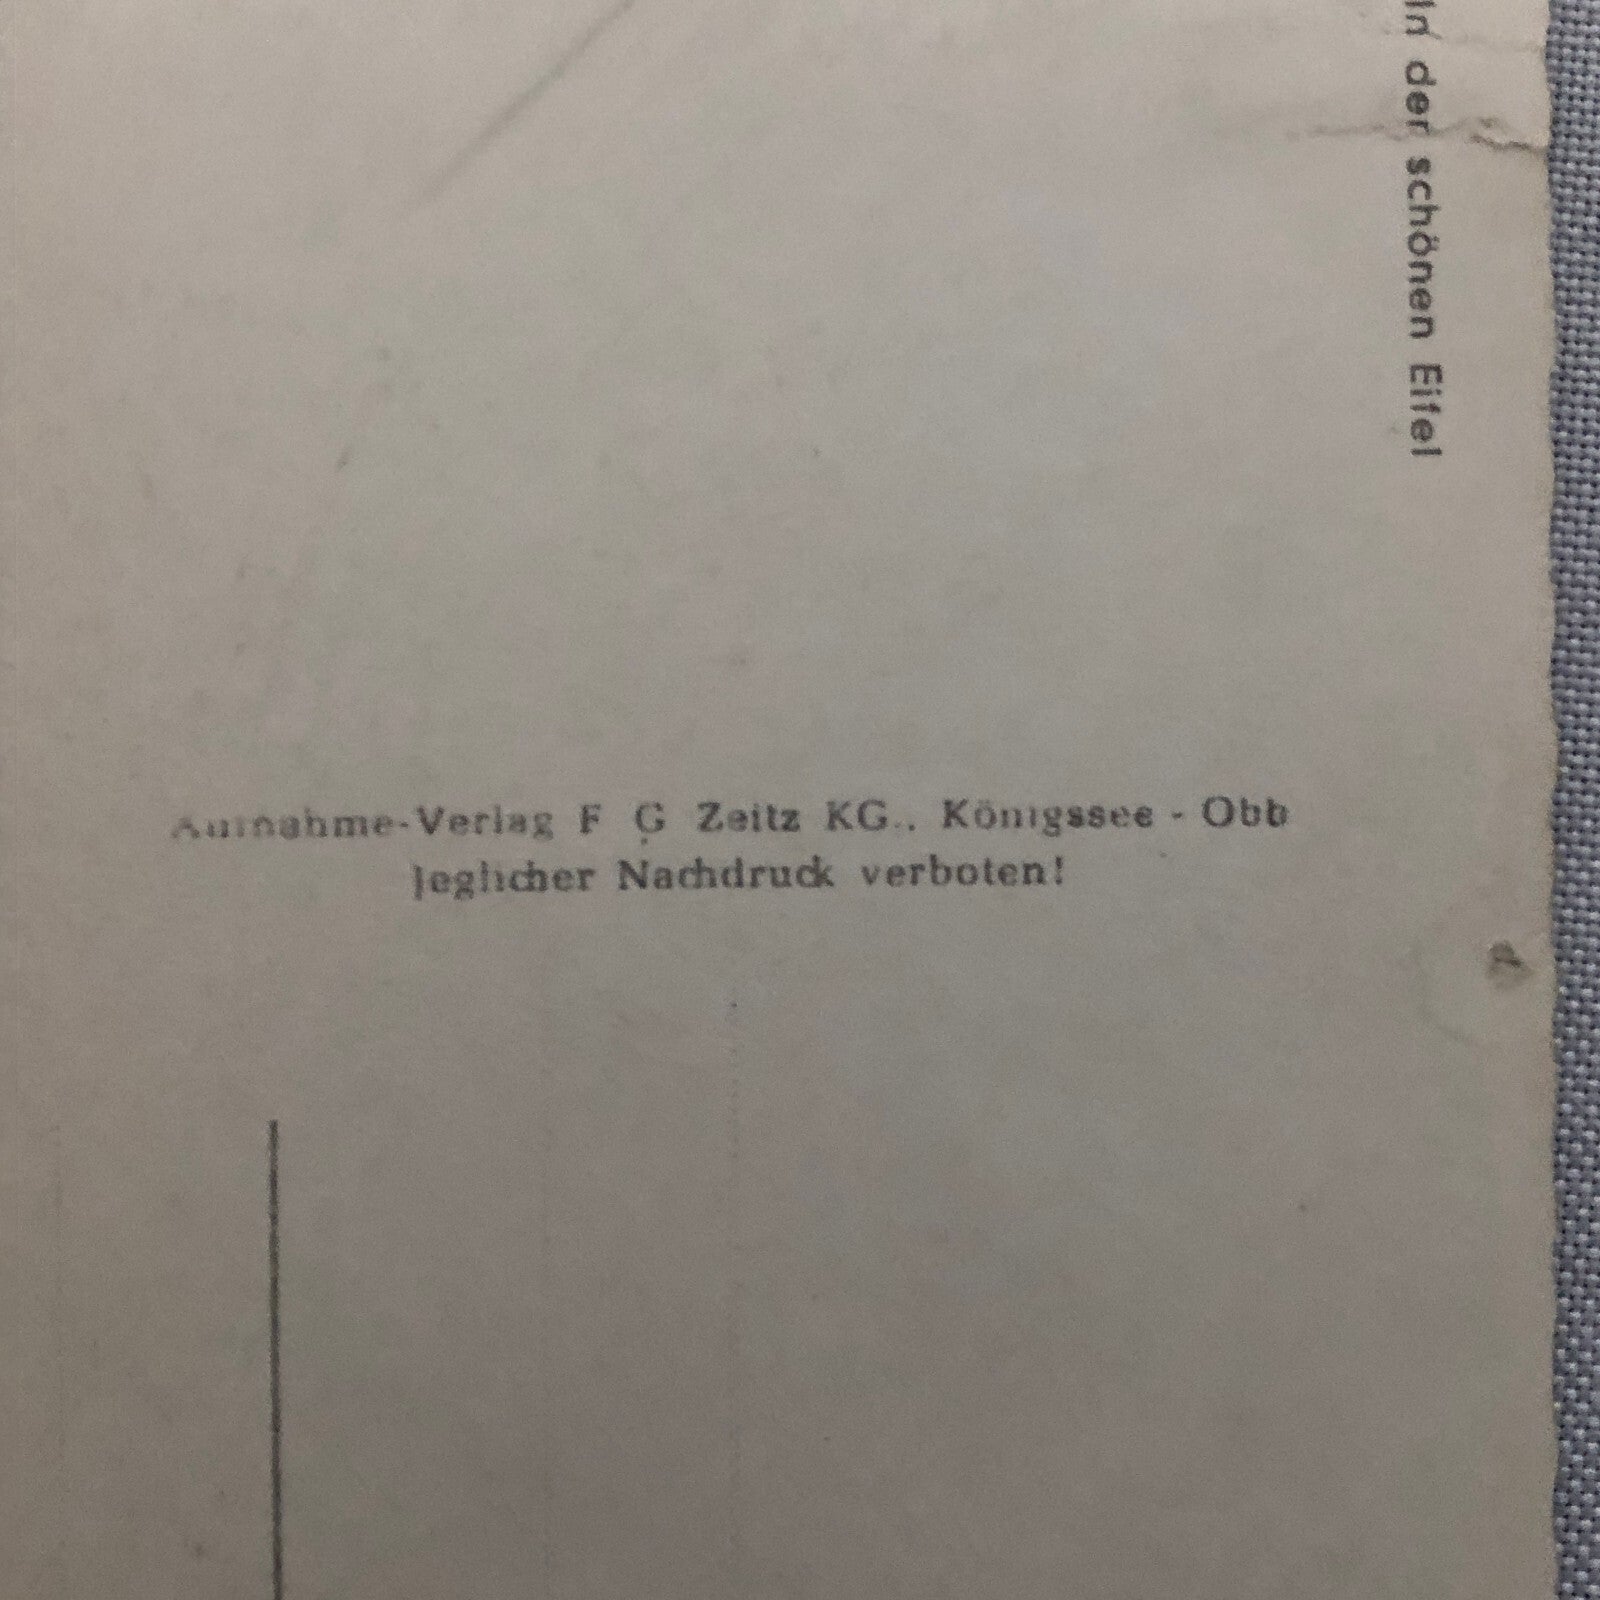 In der schönen Eifel
Aufnahme-Verlag F G Zeitz KG., Königssee - Obb
Jeglicher Nachdruck verboten!